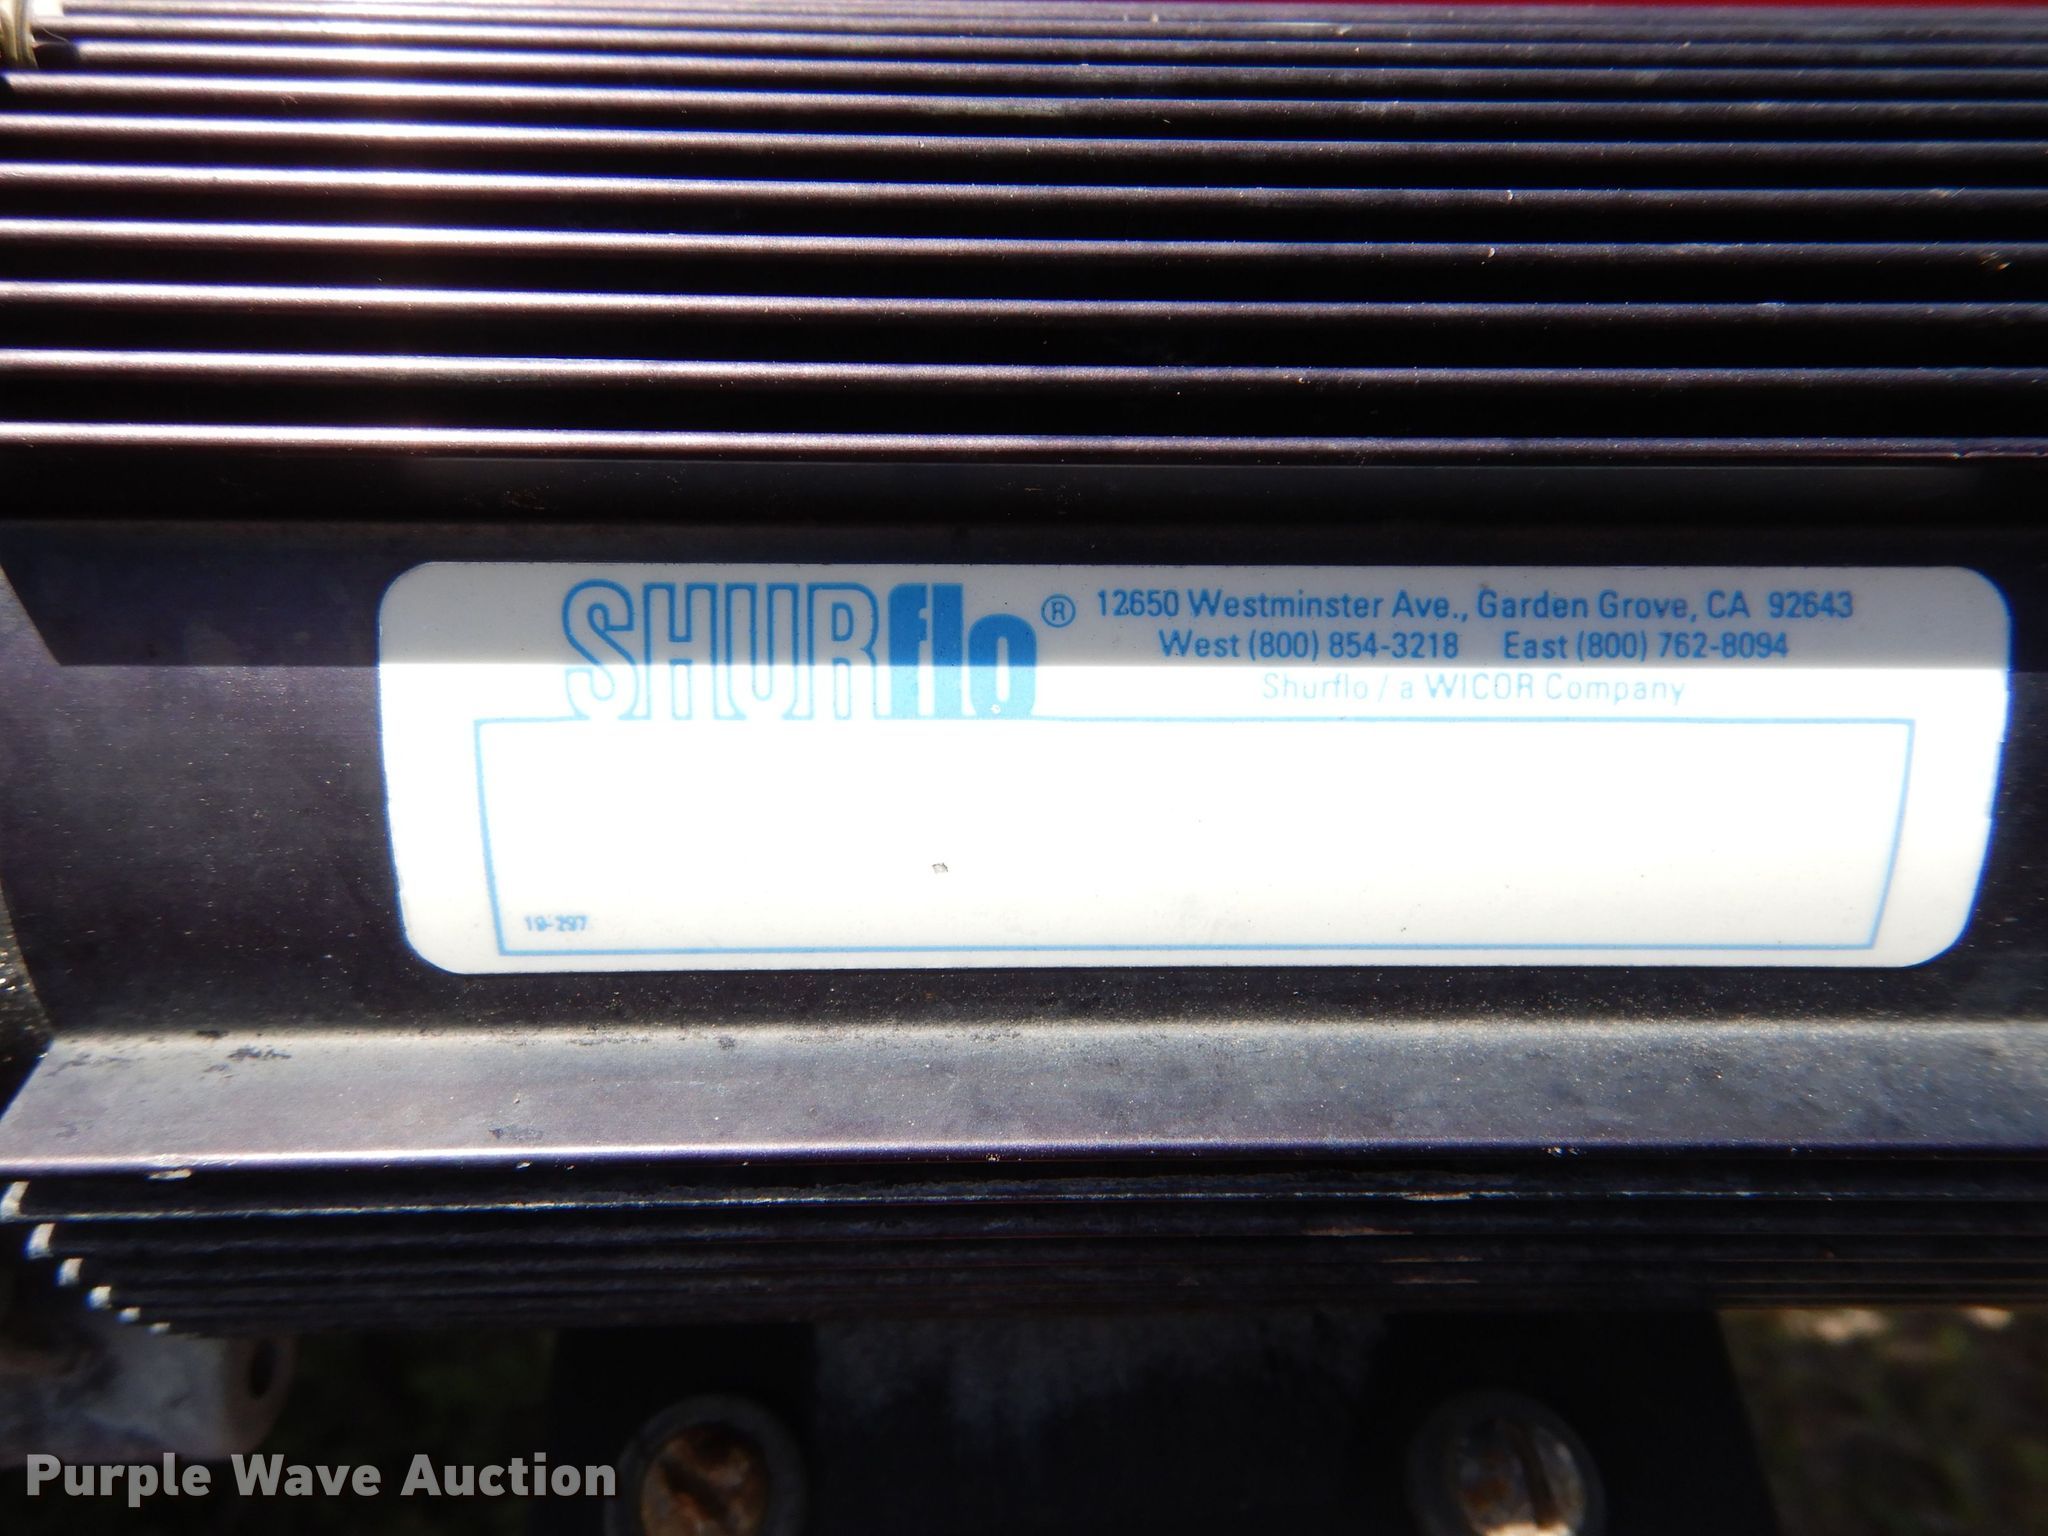 SHURflo® 12650 Westminster Ave., Garden Grove, CA 92643
West (800) 854-3218 East (800) 762-8094
Shurflo / a WICOR Company
19-297
Purple Wave Auction